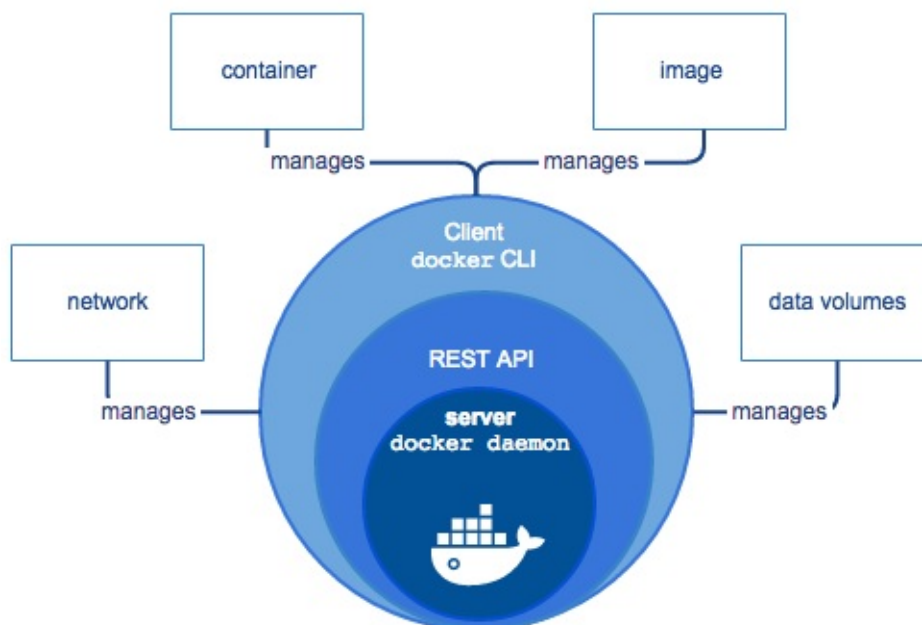 container
image
manages
manages
Client
docker CLI
network
data volumes
REST API
manages
manages
server
docker daemon